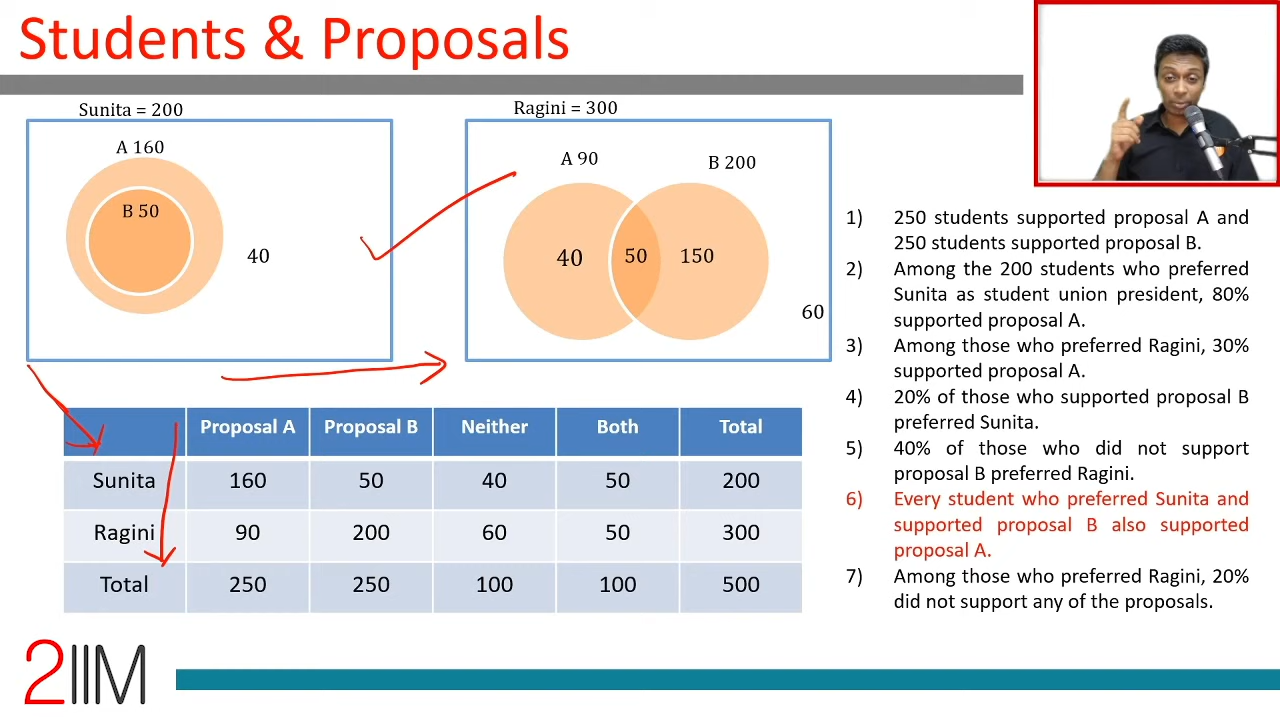 Students & Proposals
Sunita = 200
A 160
B 50
40
Ragini = 300
A 90
B 200
40
50
150
60
1) 250 students supported proposal A and
250 students supported proposal B.
2) Among the 200 students who preferred
Sunita as student union president, 80%
supported proposal A.
3) Among those who preferred Ragini, 30%
supported proposal A.
4) 20% of those who supported proposal B
preferred Sunita.
5) 40% of those who did not support
proposal B preferred Ragini.
6) Every student who preferred Sunita and
supported proposal B also supported
proposal A.
7) Among those who preferred Ragini, 20%
did not support any of the proposals.
Proposal A Proposal B Neither Both Total
Sunita 160 50 40 50 200
Ragini 90 200 60 50 300
Total 250 250 100 100 500
2IIM